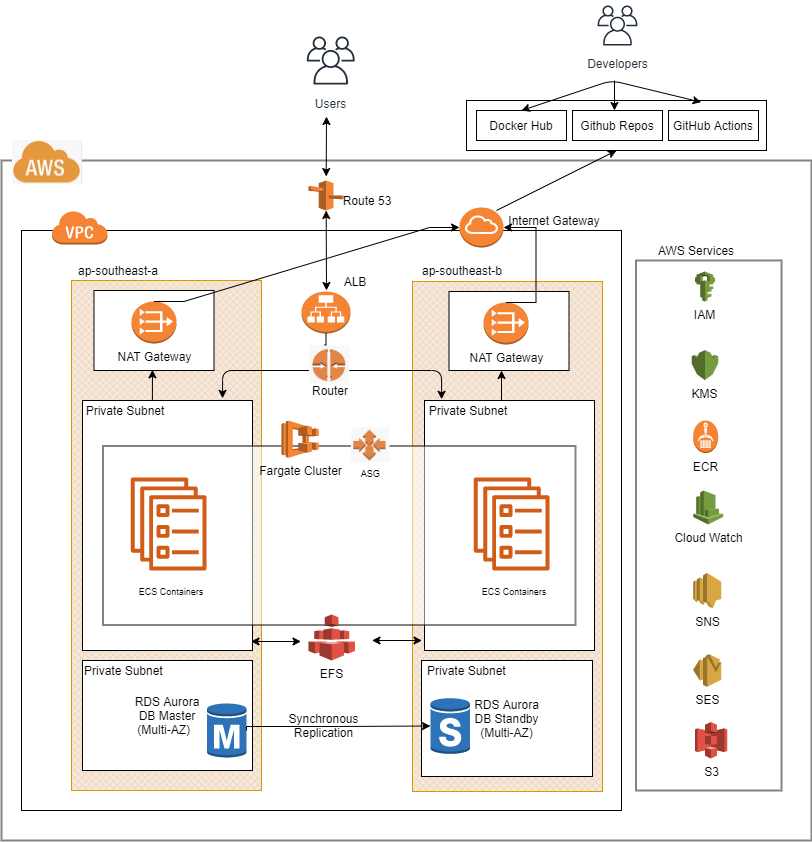 Developers
Users
Docker Hub
Github Repos
GitHub Actions
AWS
Route 53
Internet Gateway
VPC
AWS Services
ap-southeast-a
ap-southeast-b
ALB
IAM
NAT Gateway
NAT Gateway
Router
KMS
Private Subnet
Private Subnet
Fargate Cluster
ASG
ECR
Cloud Watch
ECS Containers
ECS Containers
SNS
EFS
Private Subnet
Private Subnet
SES
RDS Aurora
DB Master
(Multi-AZ)
M
Synchronous
Replication
S
RDS Aurora
DB Standby
(Multi-AZ)
S3